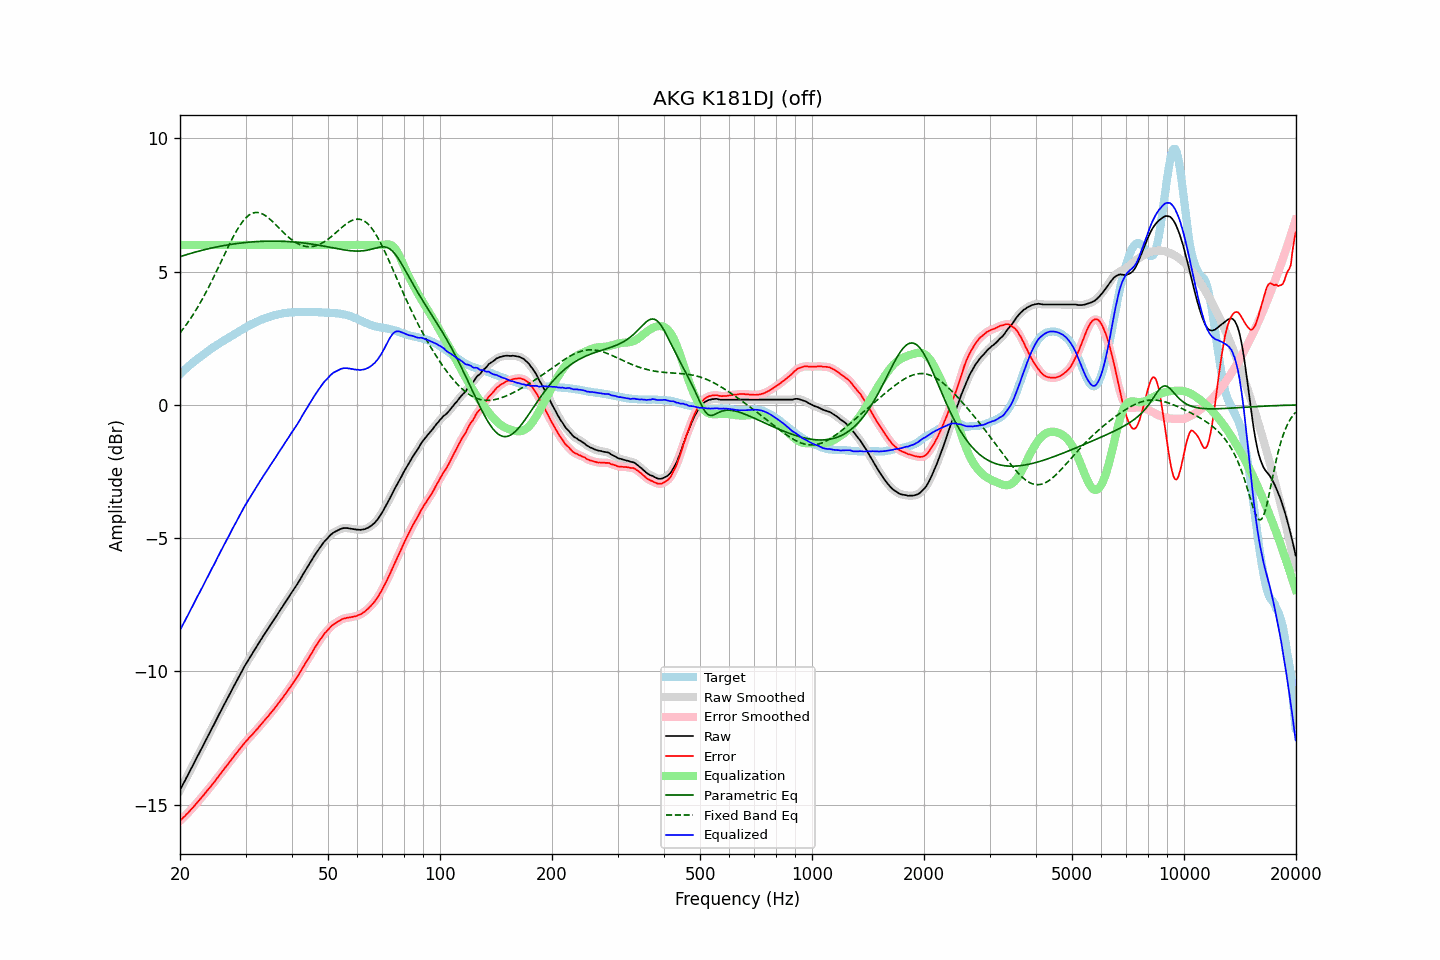 AKG K181DJ (off)
10
5
0
−5
−10
−15
Amplitude (dBr)
20
50
100
200
500
1000
2000
5000
10000
20000
Frequency (Hz)
Target
Raw Smoothed
Error Smoothed
Raw
Error
Equalization
Parametric Eq
Fixed Band Eq
Equalized